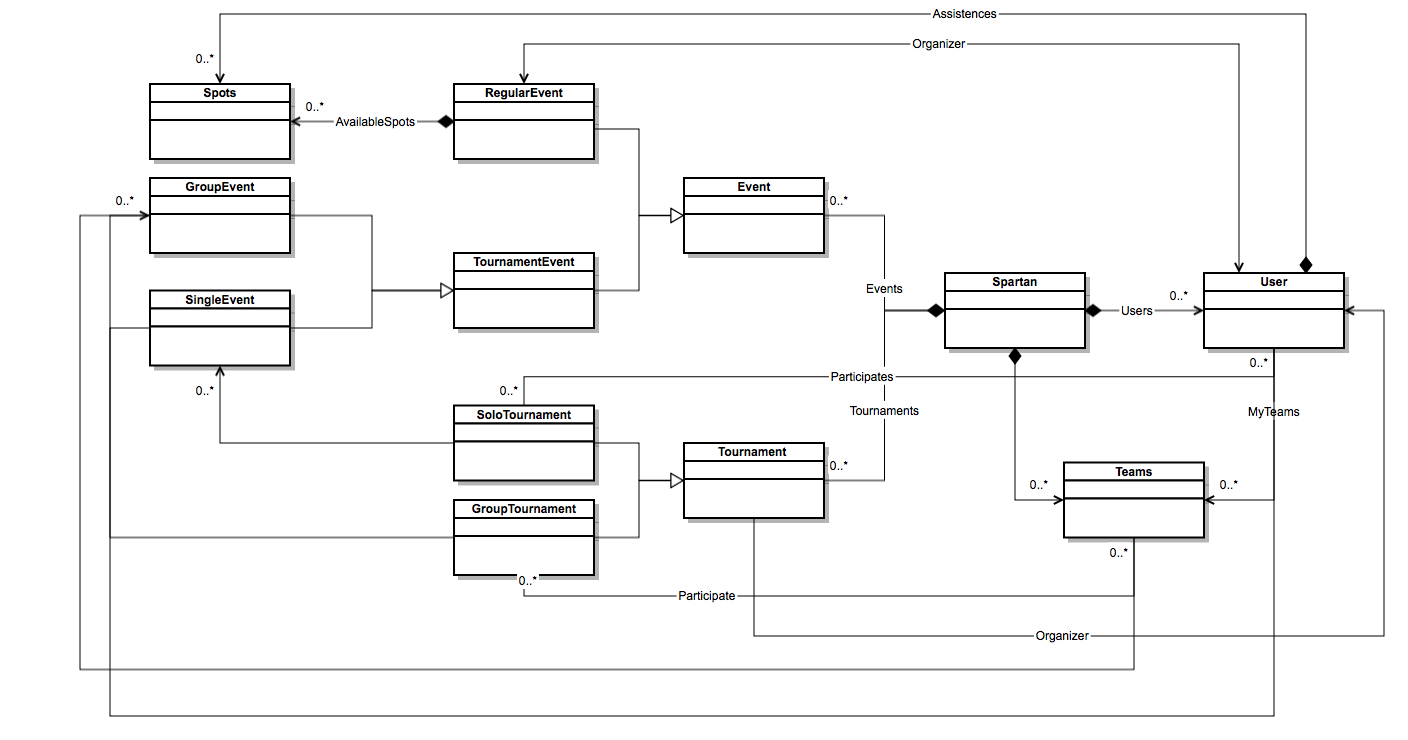 Assistences
Organizer
0..*
Spots
RegularEvent
0..*
AvailableSpots
GroupEvent
Event
0..*
0..*
TournamentEvent
Spartan
User
SingleEvent
Events
0..*
Users
0..*
Participates
0..*
0..*
SoloTournament
Tournaments
MyTeams
Tournament
0..*
Teams
0..*
0..*
GroupTournament
0..*
0..*
Participate
Organizer